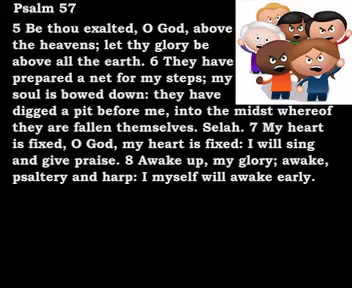 Psalm 57
5 Be thou exalted, O God, above
the heavens; let thy glory be
above all the earth. 6 They have
prepared a net for my steps; my
soul is bowed down: they have
digged a pit before me, into the midst whereof
they are fallen themselves. Selah. 7 My heart
is fixed, O God, my heart is fixed: I will sing
and give praise. 8 Awake up, my glory; awake,
psaltery and harp: I myself will awake early.